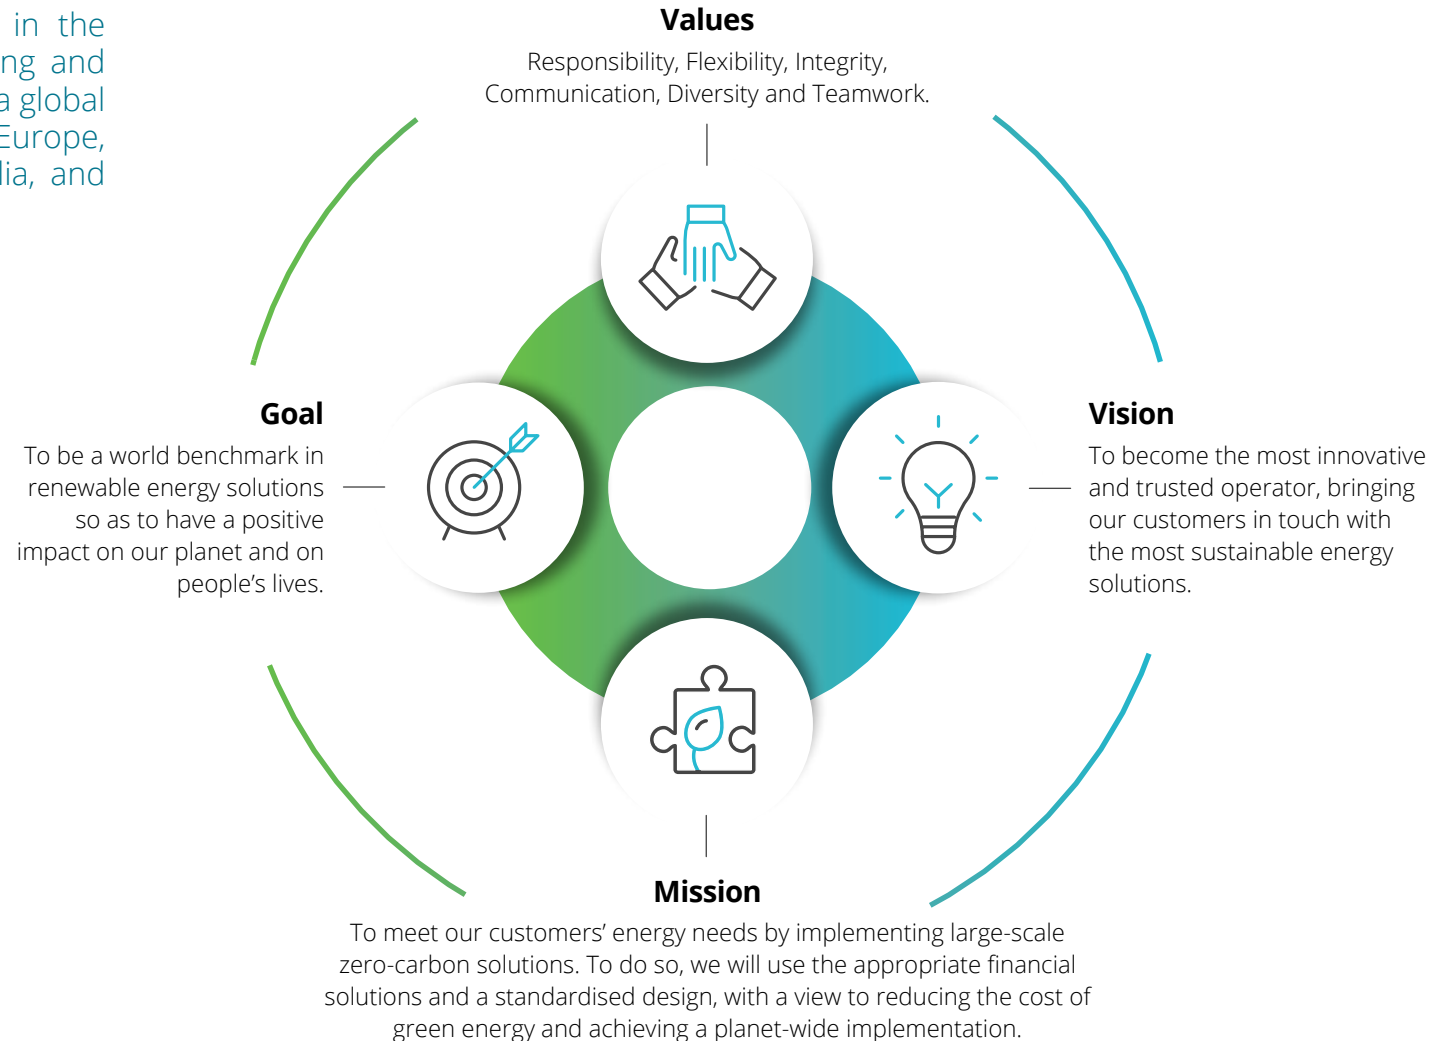 in the
ng and
a global
Europe,
lia, and
Values
Responsibility, Flexibility, Integrity,
Communication, Diversity and Teamwork.
Goal
To be a world benchmark in
renewable energy solutions
so as to have a positive
impact on our planet and on
people’s lives.
Vision
To become the most innovative
and trusted operator, bringing
our customers in touch with
the most sustainable energy
solutions.
Mission
To meet our customers’ energy needs by implementing large-scale
zero-carbon solutions. To do so, we will use the appropriate financial
solutions and a standardised design, with a view to reducing the cost of
green energy and achieving a planet-wide implementation.